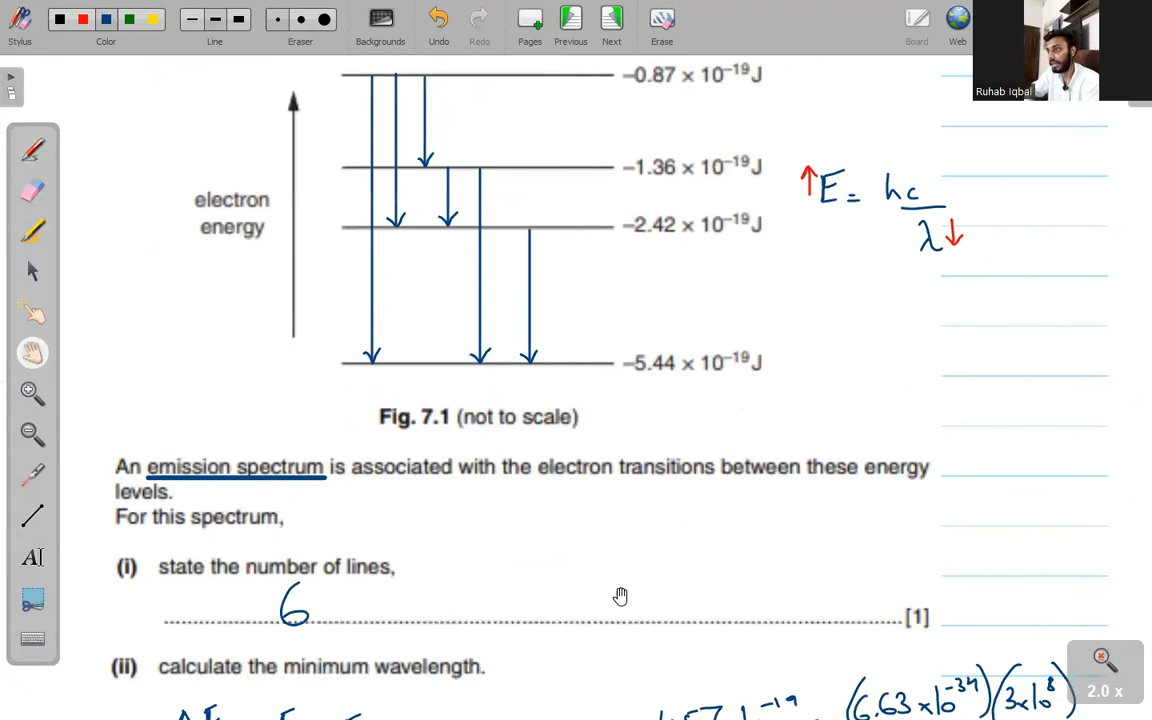 Stylus Color Line Eraser Backgrounds Undo Redo Pages Previous Next Erase Board Web
Ruhab Iqbal
−0.87 × 10−19 J
−1.36 × 10−19 J
electron
energy
−2.42 × 10−19 J
↑E = hc
λ↓
−5.44 × 10−19 J
Fig. 7.1 (not to scale)
An emission spectrum is associated with the electron transitions between these energy
levels.
For this spectrum,
(i) state the number of lines,
6
[1]
(ii) calculate the minimum wavelength.
(6.63 × 10-34)(3×108)
2.0 x